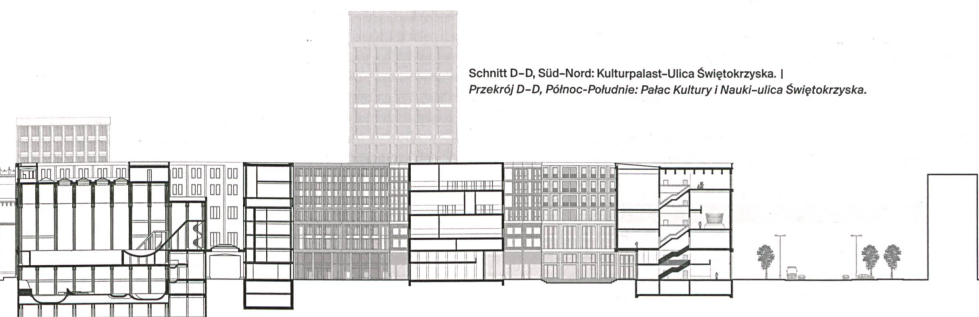 Schnitt D–D, Süd–Nord: Kulturpalast–Ulica Świętokrzyska. |
Przekrój D–D, Północ-Południe: Pałac Kultury i Nauki–ulica Świętokrzyska.